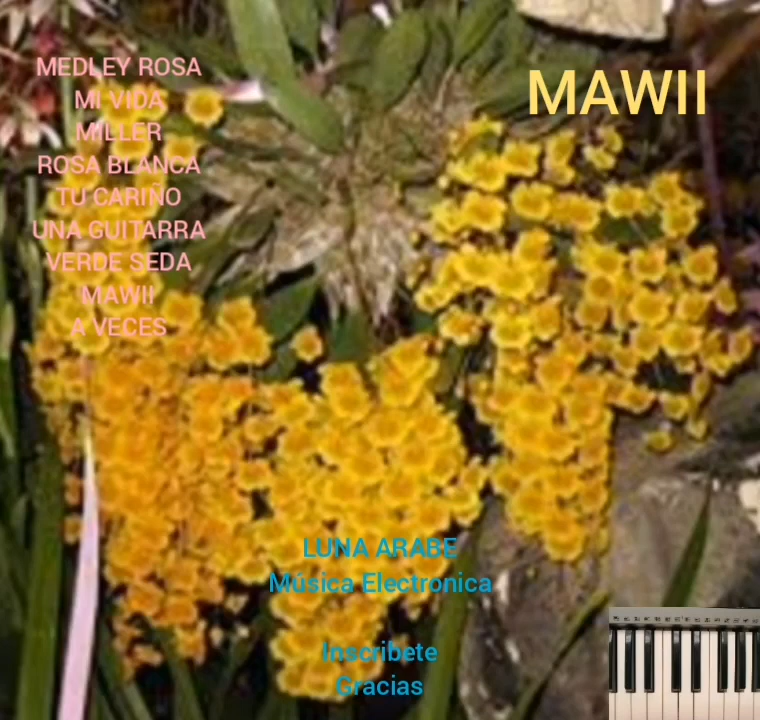 MEDLEY ROSA
MI VIDA
MILLER
ROSA BLANCA
TU CARIÑO
UNA GUITARRA
VERDE SEDA
MAWII
A VECES
MAWII
LUNA ARABE
Música Electronica
Inscribete
Gracias